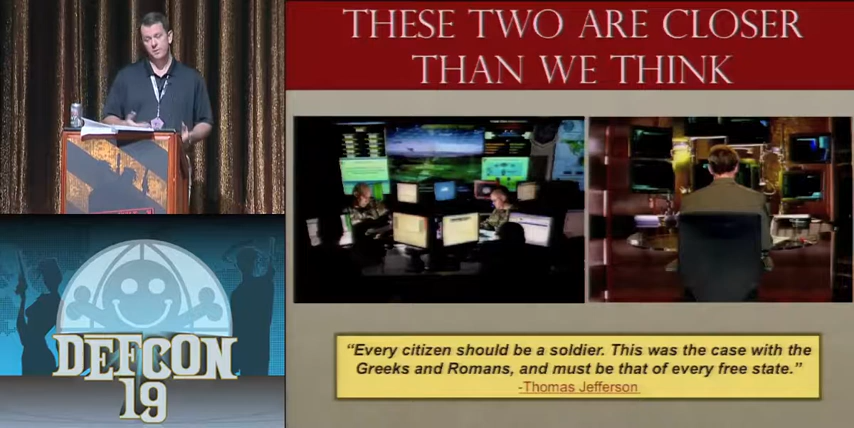 THESE TWO ARE CLOSER
THAN WE THINK
"Every citizen should be a soldier. This was the case with the
Greeks and Romans, and must be that of every free state."
-Thomas Jefferson
DEFCON
19